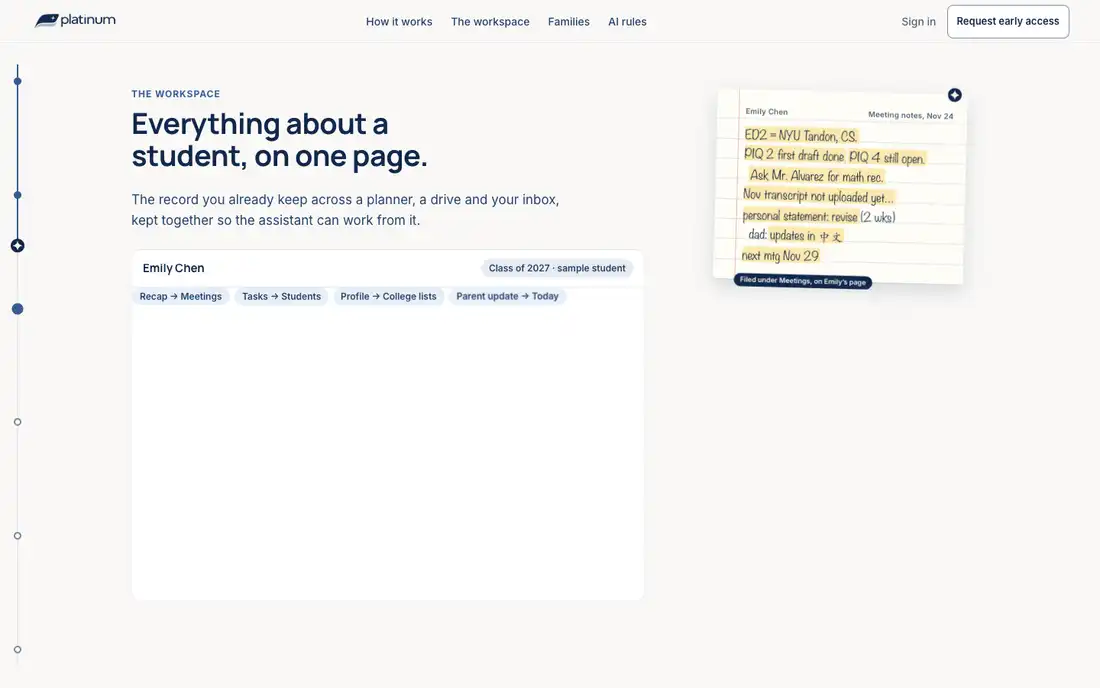 platinum
How it works
The workspace
Families
AI rules
Sign in
Request early access
THE WORKSPACE
Everything about a
student, on one page.
The record you already keep across a planner, a drive and your inbox,
kept together so the assistant can work from it.
Emily Chen
Class of 2027 · sample student
Recap → Meetings
Tasks → Students
Profile → College lists
Parent update → Today
Emily Chen
Meeting notes, Nov 24
ED2 = NYU Tandon, CS.
PIQ 2 first draft done PIQ 4 still open.
Ask Mr. Alvarez for math rec.
Nov transcript not uploaded yet...
personal statement: revise (2 wks)
dad: updates in 中文
next mtg Nov 29
Filed under Meetings, on Emily's page